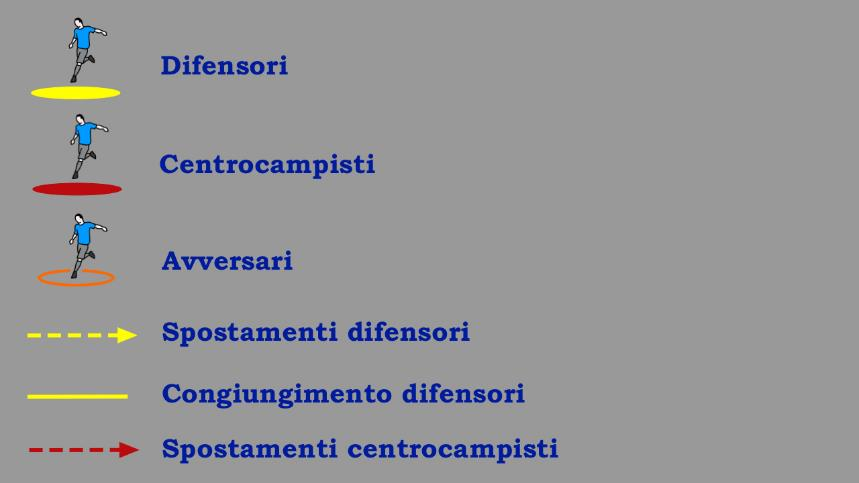 Difensori
Centrocampisti
Avversari
Spostamenti difensori
Congiungimento difensori
Spostamenti centrocampisti